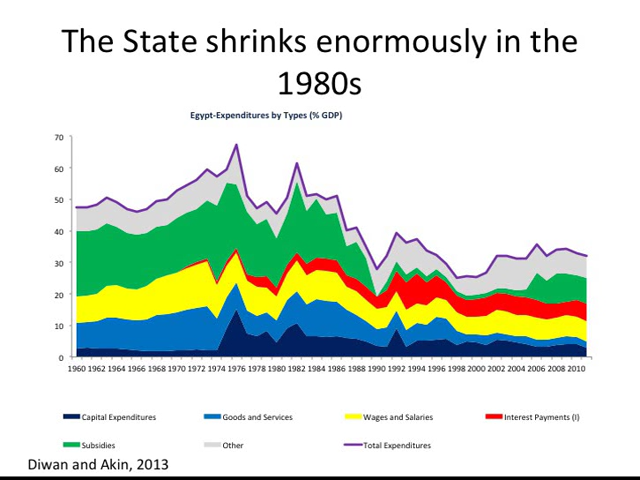 The State shrinks enormously in the
1980s
Egypt-Expenditures by Types (% GDP)
70
60
50
40
30
20
10
0
1960 1962 1964 1966 1968 1970 1972 1974 1976 1978 1980 1982 1984 1986 1988 1990 1992 1994 1996 1998 2000 2002 2004 2006 2008 2010
Capital Expenditures Goods and Services Wages and Salaries Interest Payments (I)
Subsidies Other Total Expenditures
Diwan and Akin, 2013